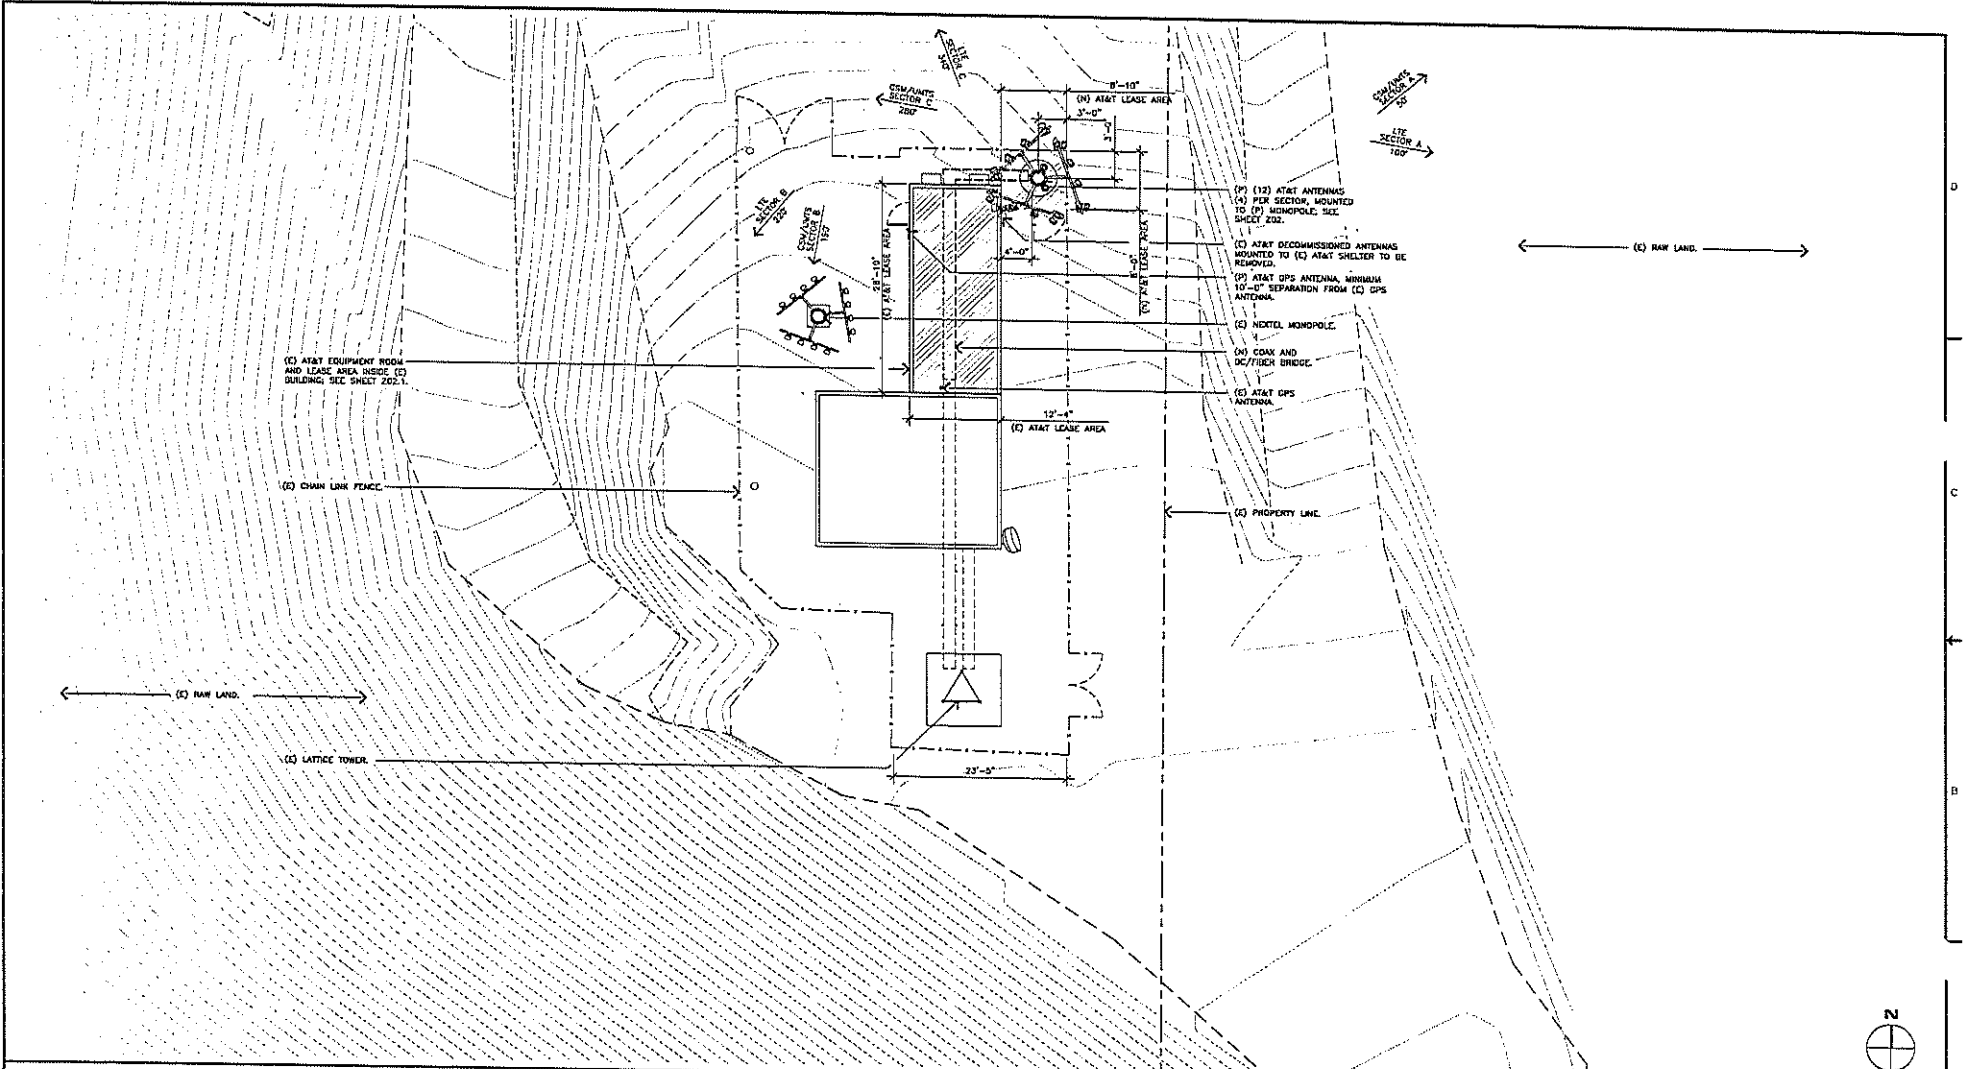 LTE
SECTOR C
340°
GSM/UMTS
SECTOR C
280°
8'-10"
(N) AT&T LEASE AREA
3'-0"
GSM/UMTS
SECTOR A
50°
LTE
SECTOR A
100°
LTE
SECTOR B
220°
GSM/UMTS
SECTOR B
150°
28'-10"
(E) AT&T LEASE AREA
4'-0"
8'-0"
(N) AT&T LEASE AREA
(P) (12) AT&T ANTENNAS
(4) PER SECTOR, MOUNTED
TO (P) MONOPOLE; SEE
SHEET 202.
(E) AT&T DECOMMISSIONED ANTENNAS
MOUNTED TO (E) AT&T SHELTER TO BE
REMOVED.
(P) AT&T GPS ANTENNA, MINIMUM
10'-0" SEPARATION FROM (E) GPS
ANTENNA.
(E) NEXTEL MONOPOLE.
(N) COAX AND
DC/FIBER BRIDGE.
(E) AT&T GPS
ANTENNA.
(E) RAW LAND.
(E) AT&T EQUIPMENT ROOM
AND LEASE AREA INSIDE (E)
BUILDING; SEE SHEET 202.1.
12'-4"
(E) AT&T LEASE AREA
(E) CHAIN LINK FENCE.
(E) PROPERTY LINE.
(E) RAW LAND.
(E) LATTICE TOWER.
23'-5"
D
C
B
N